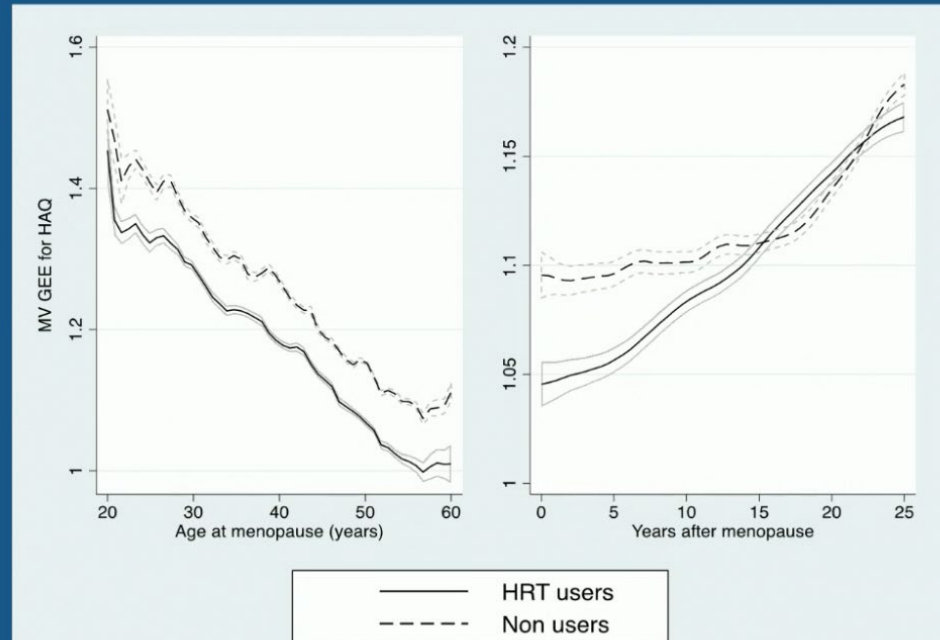 MV GEE for HAQ
1.6
1.4
1.2
1
20 30 40 50 60
Age at menopause (years)
1.2
1.15
1.1
1.05
1
0 5 10 15 20 25
Years after menopause
HRT users
Non users